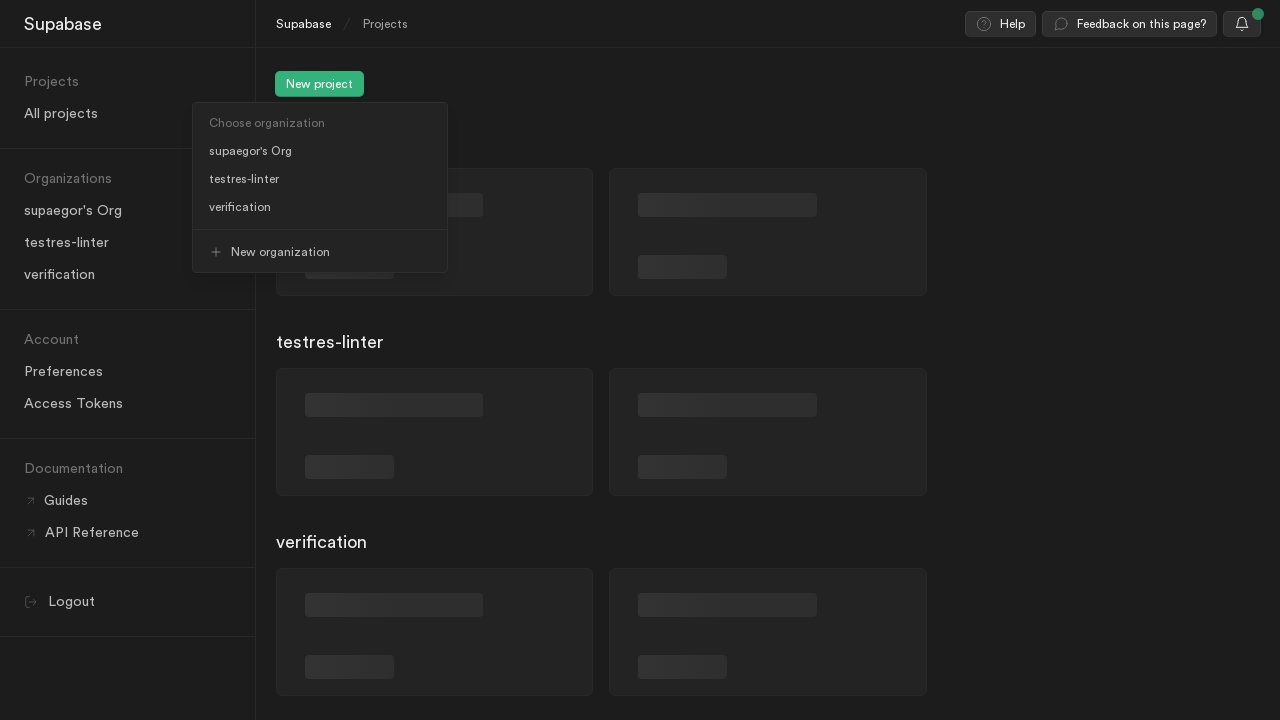 Supabase
Supabase / Projects
Help
Feedback on this page?
Projects
All projects
Organizations
supaegor's Org
testres-linter
verification
Account
Preferences
Access Tokens
Documentation
Guides
API Reference
Logout
New project
Choose organization
supaegor's Org
testres-linter
verification
New organization
testres-linter
verification